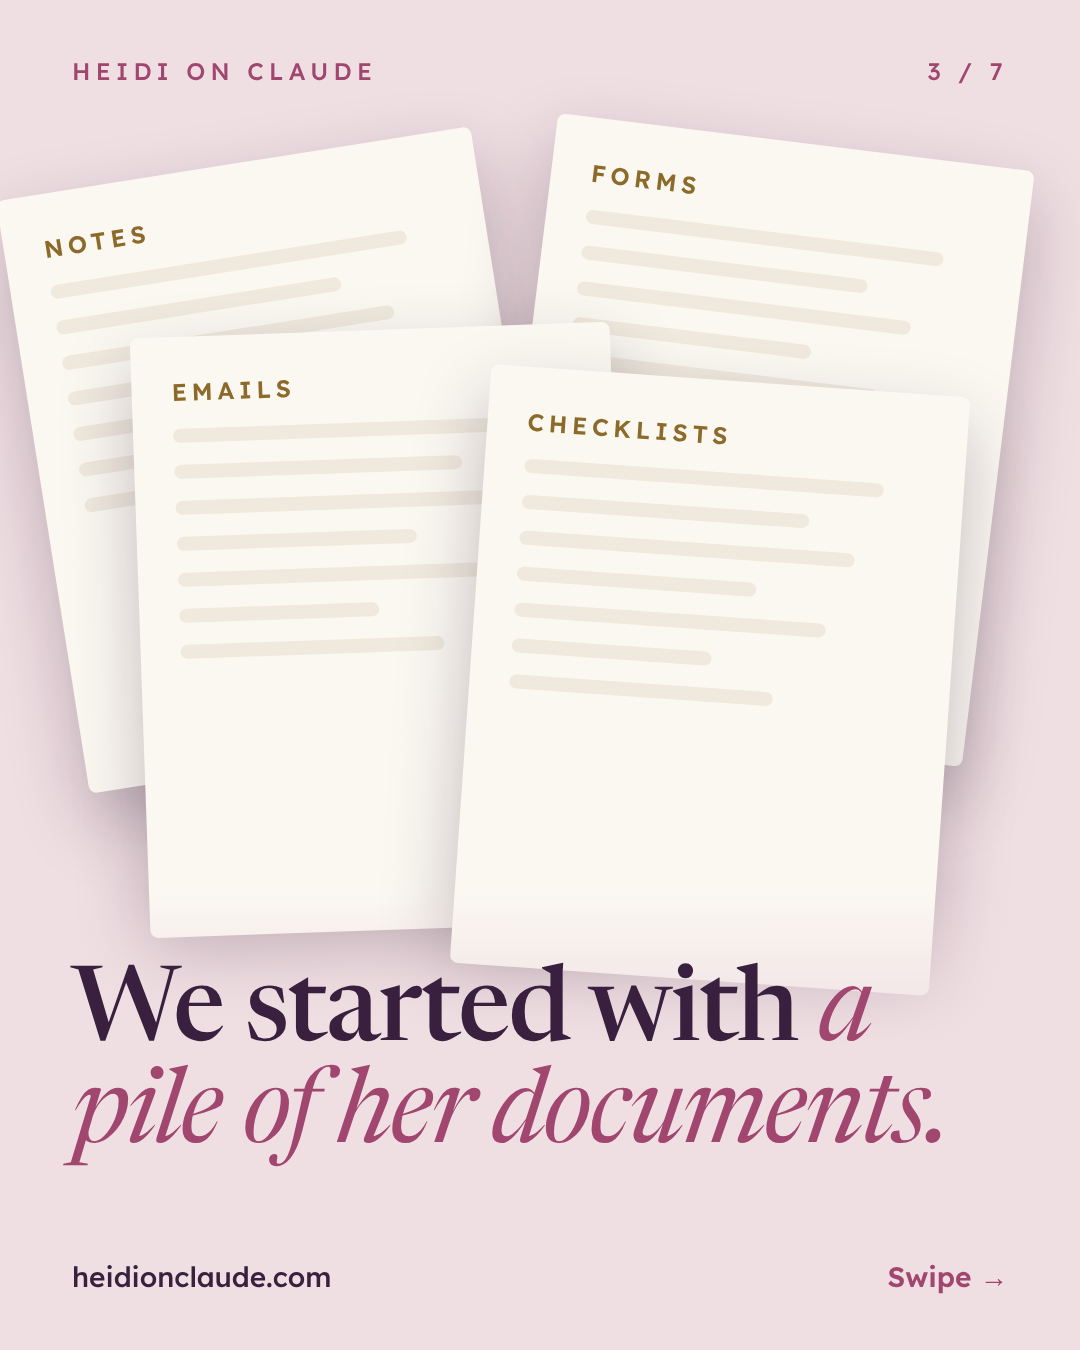 HEIDI ON CLAUDE
3 / 7
NOTES
FORMS
EMAILS
CHECKLISTS
We started with a
pile of her documents.
heidionclaude.com
Swipe →